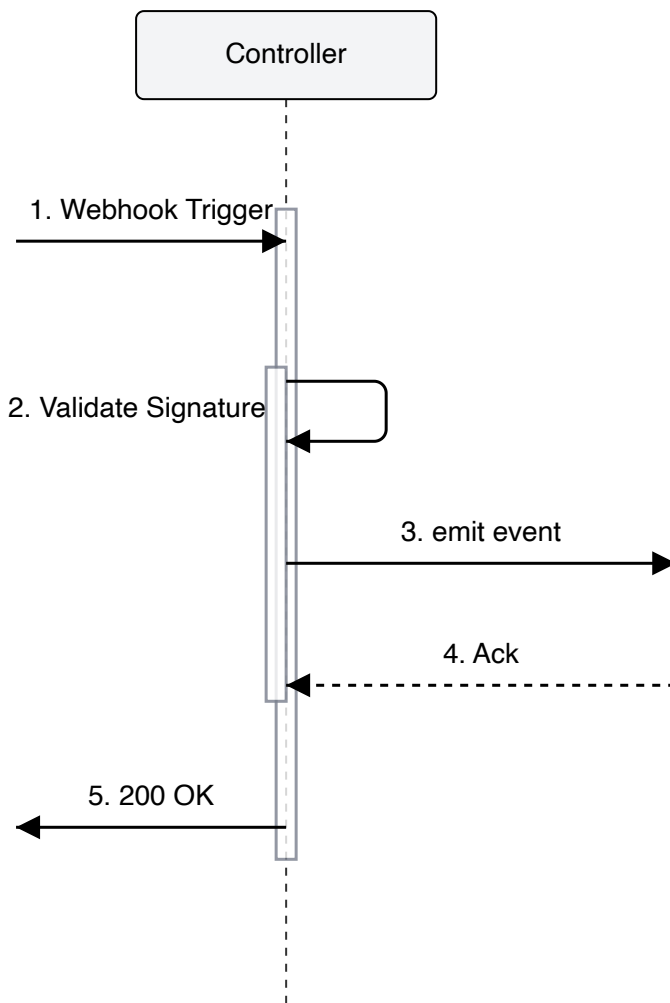 Controller
1. Webhook Trigger
2. Validate Signature
3. emit event
4. Ack
5. 200 OK